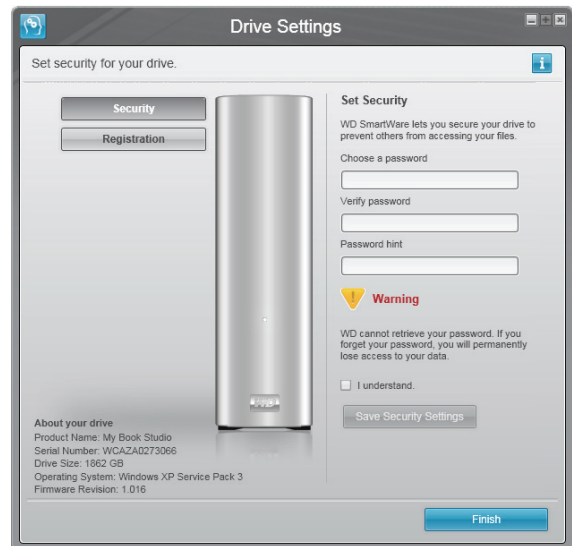 Drive Settings
Set security for your drive.
Security
Registration
Set Security
WD SmartWare lets you secure your drive to
prevent others from accessing your files.
Choose a password
Verify password
Password hint
Warning
WD cannot retrieve your password. If you
forget your password, you will permanently
lose access to your data.
I understand.
Save Security Settings
WD
About your drive
Product Name: My Book Studio
Serial Number: WCAZA0273066
Drive Size: 1862 GB
Operating System: Windows XP Service Pack 3
Firmware Revision: 1.016
Finish